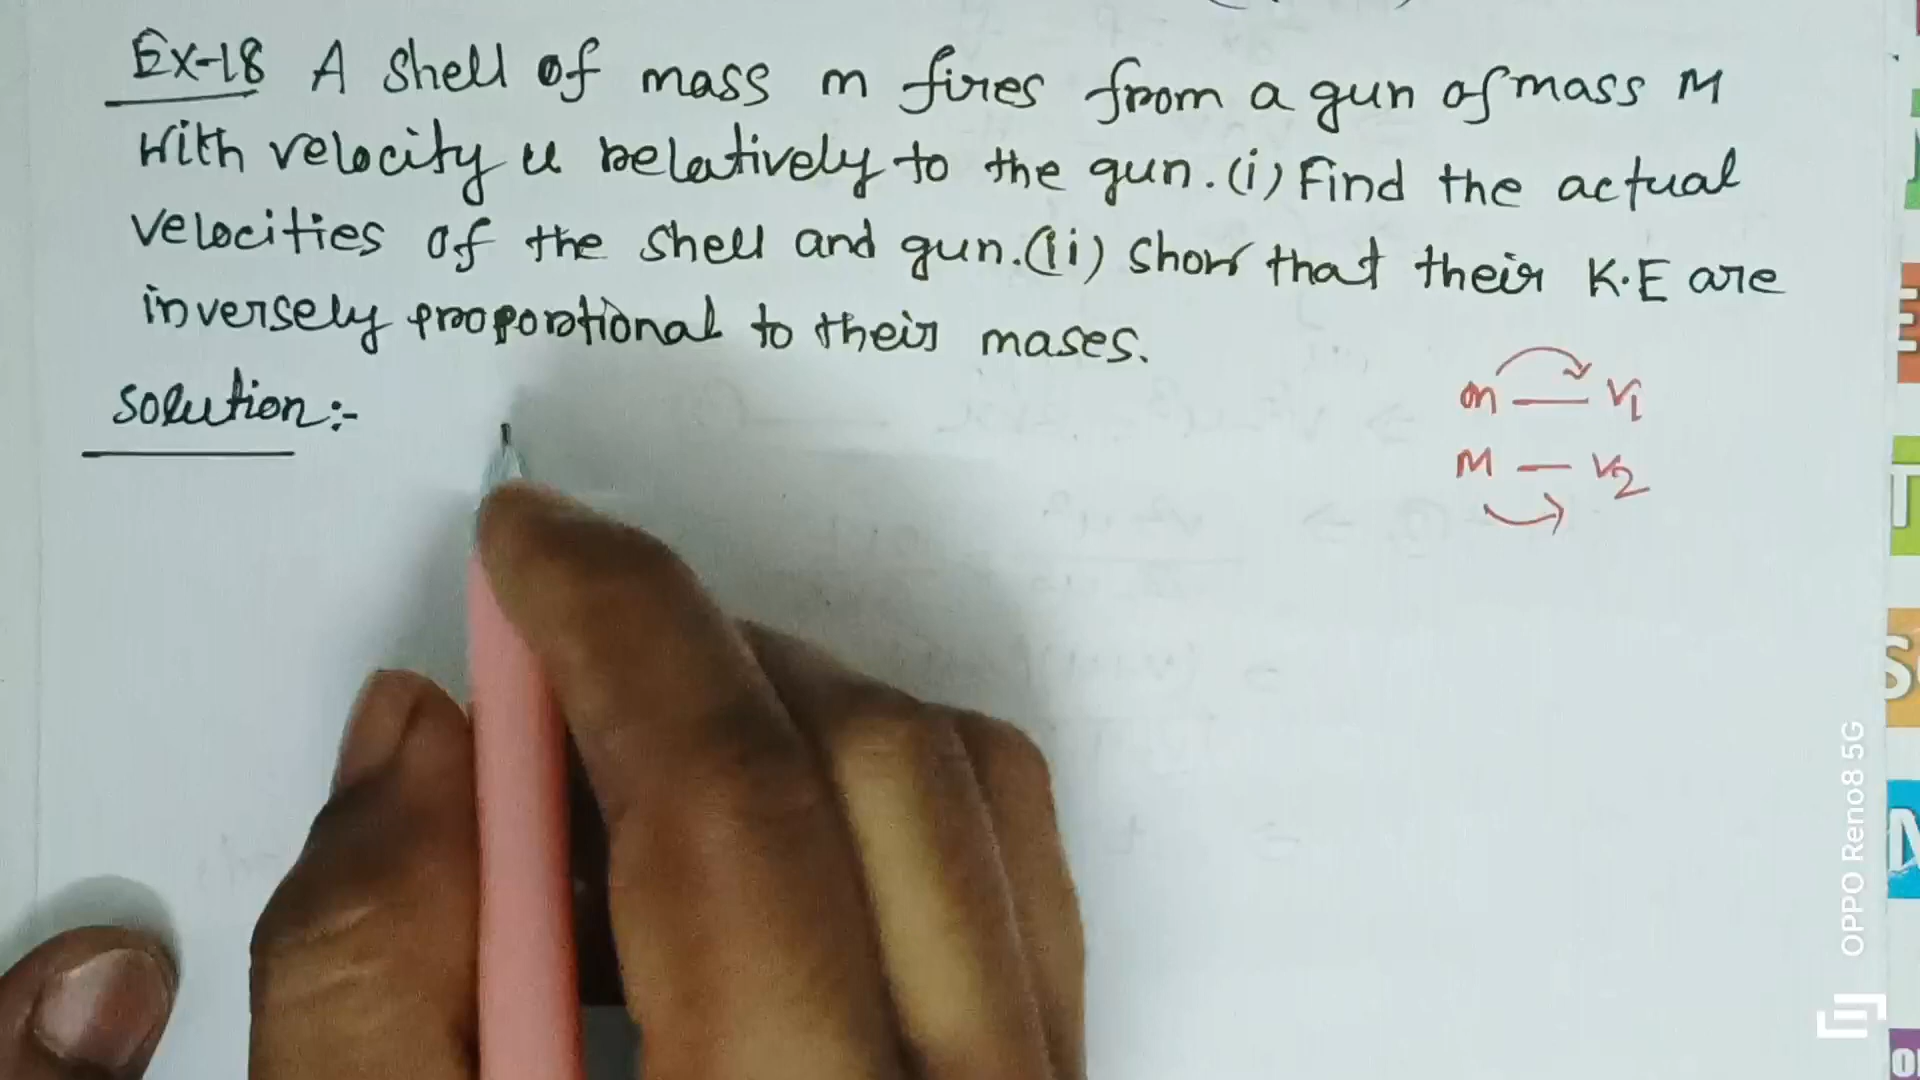 Ex-18 A shell of mass m fires from a gun of mass M
with velocity u relatively to the gun. (i) Find the actual
velocities of the shell and gun. (ii) Show that their K.E are
inversely proportional to their mases.
solution:-
m — v₁
M — v₂
OPPO Reno8 5G